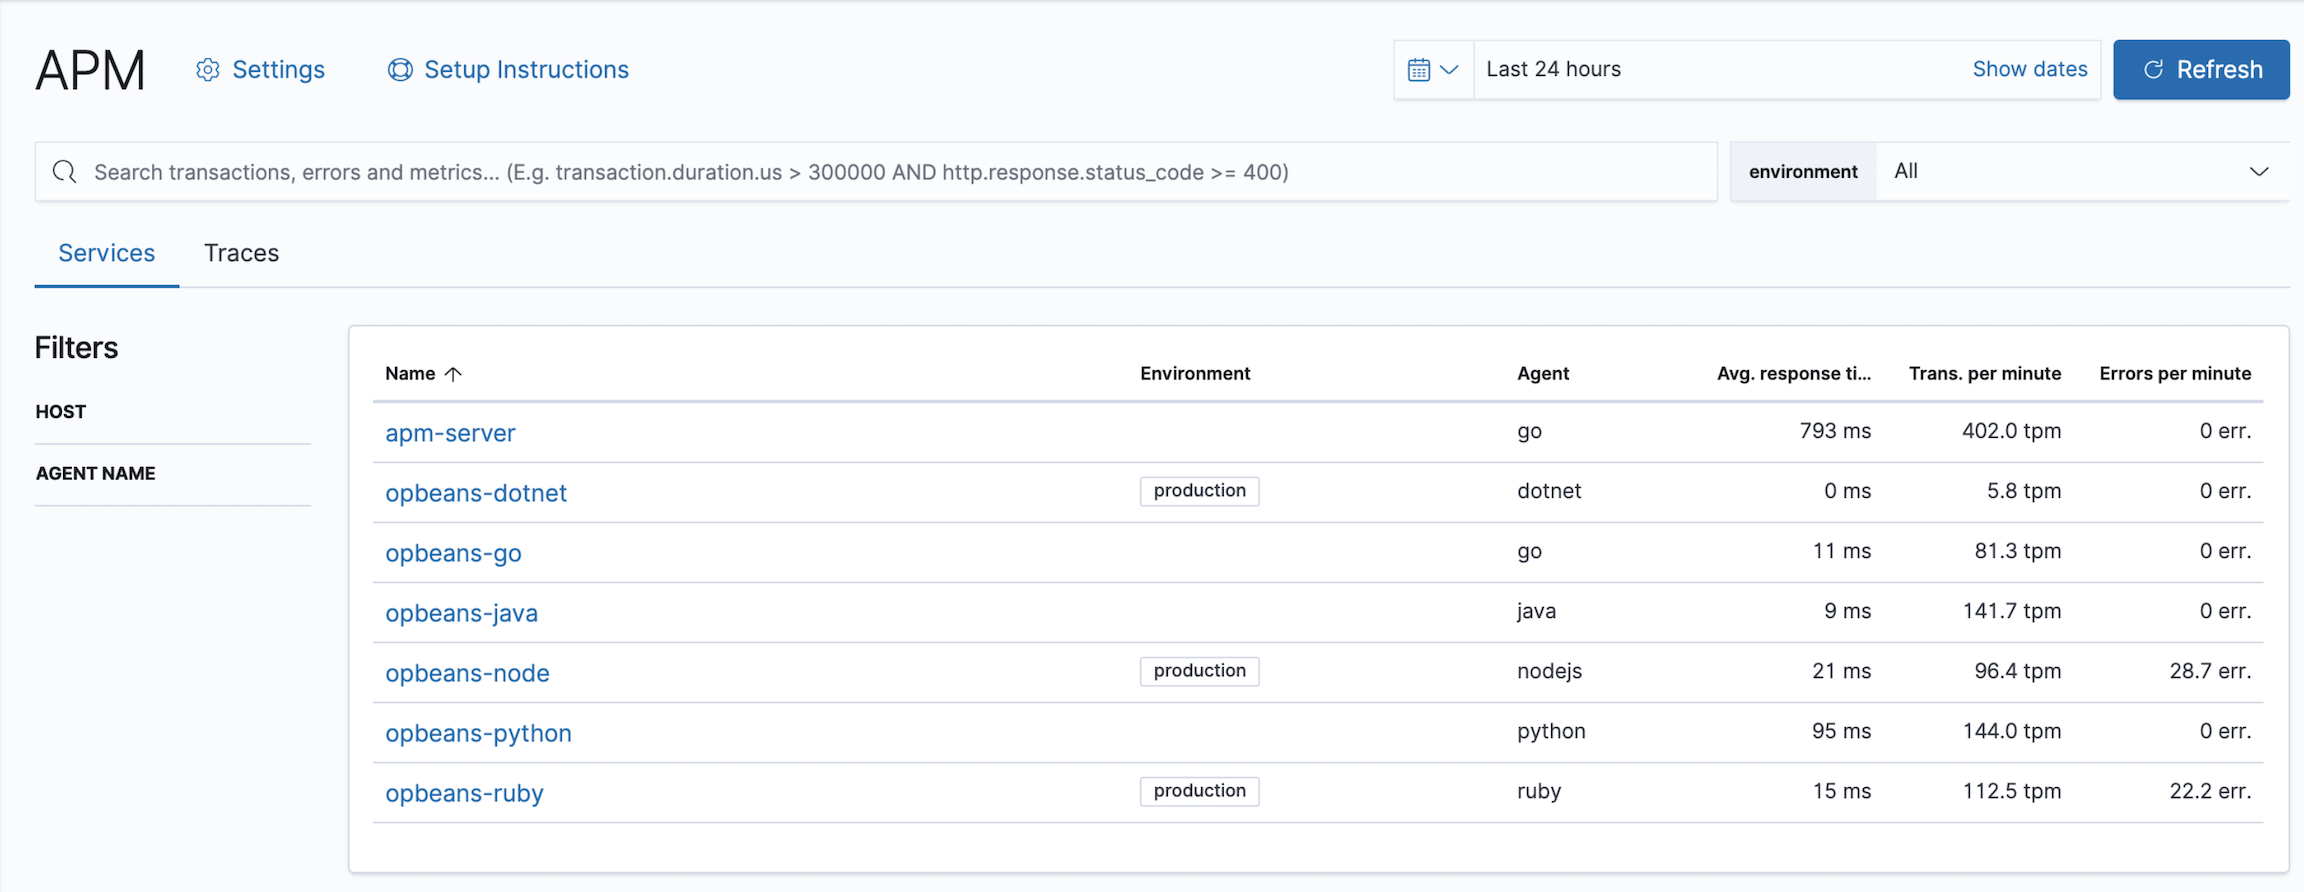 APM Settings Setup Instructions Last 24 hours Show dates Refresh
Search transactions, errors and metrics... (E.g. transaction.duration.us > 300000 AND http.response.status_code >= 400) environment All
Services Traces
Filters
HOST
AGENT NAME
Name Environment Agent Avg. response ti... Trans. per minute Errors per minute
apm-server go 793 ms 402.0 tpm 0 err.
opbeans-dotnet production dotnet 0 ms 5.8 tpm 0 err.
opbeans-go go 11 ms 81.3 tpm 0 err.
opbeans-java java 9 ms 141.7 tpm 0 err.
opbeans-node production nodejs 21 ms 96.4 tpm 28.7 err.
opbeans-python python 95 ms 144.0 tpm 0 err.
opbeans-ruby production ruby 15 ms 112.5 tpm 22.2 err.